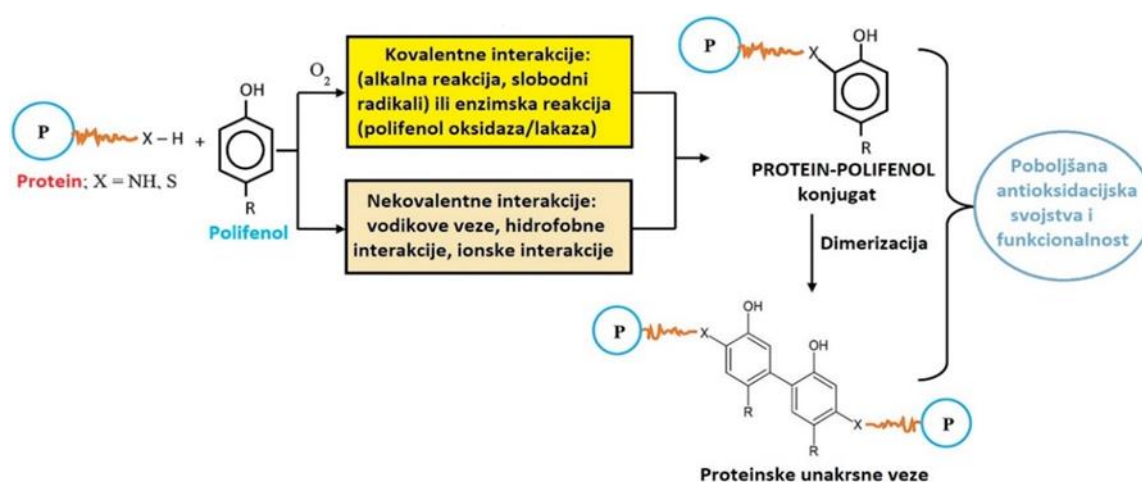 P
X – H
Protein; X = NH, S
+
OH
R
Polifenol
O2
Kovalentne interakcije:
(alkalna reakcija, slobodni
radikali) ili enzimska reakcija
(polifenol oksidaza/lakaza)
Nekovalentne interakcije:
vodikove veze, hidrofobne
interakcije, ionske interakcije
P
X
OH
R
PROTEIN-POLIFENOL
konjugat
Dimerizacija
P
X
OH
R
OH
R
X
P
Proteinske unakrsne veze
Poboljšana
antioksidacijska
svojstva i
funkcionalnost